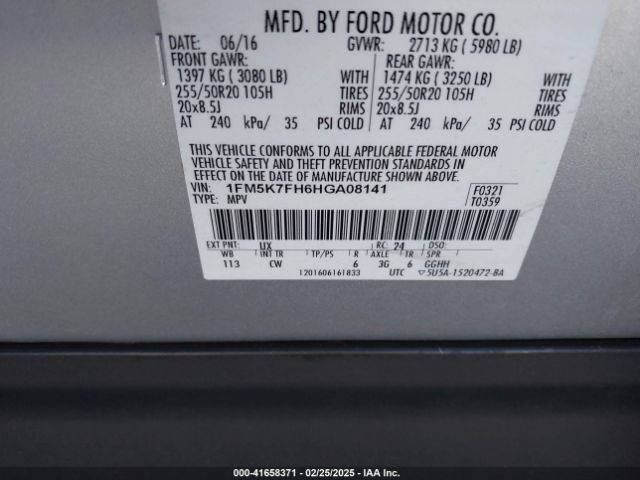 MFD. BY FORD MOTOR CO.
DATE: 06/16 GVWR: 2713 KG ( 5980 LB)
FRONT GAWR: REAR GAWR:
1397 KG ( 3080 LB) WITH 1474 KG ( 3250 LB) WITH
255/50R20 105H TIRES 255/50R20 105H TIRES
20x8.5J RIMS 20x8.5J RIMS
AT 240 kPa/ 35 PSI COLD AT 240 kPa/ 35 PSI COLD
THIS VEHICLE CONFORMS TO ALL APPLICABLE FEDERAL MOTOR
VEHICLE SAFETY AND THEFT PREVENTION STANDARDS IN
EFFECT ON THE DATE OF MANUFACTURE SHOWN ABOVE.
VIN: 1FM5K7FH6HGA08141 F0321
TYPE: MPV T0359
EXT PNT: UX RC: 24 DSO:
WB INT TR TP/PS R AXLE TR SPR
113 CW 6 3G 6 GGHH
1201606161833 UTC ▽5U5A-1520472-BA
© IAA 00-41658371 | 02/25/2025 | IAAI.COM